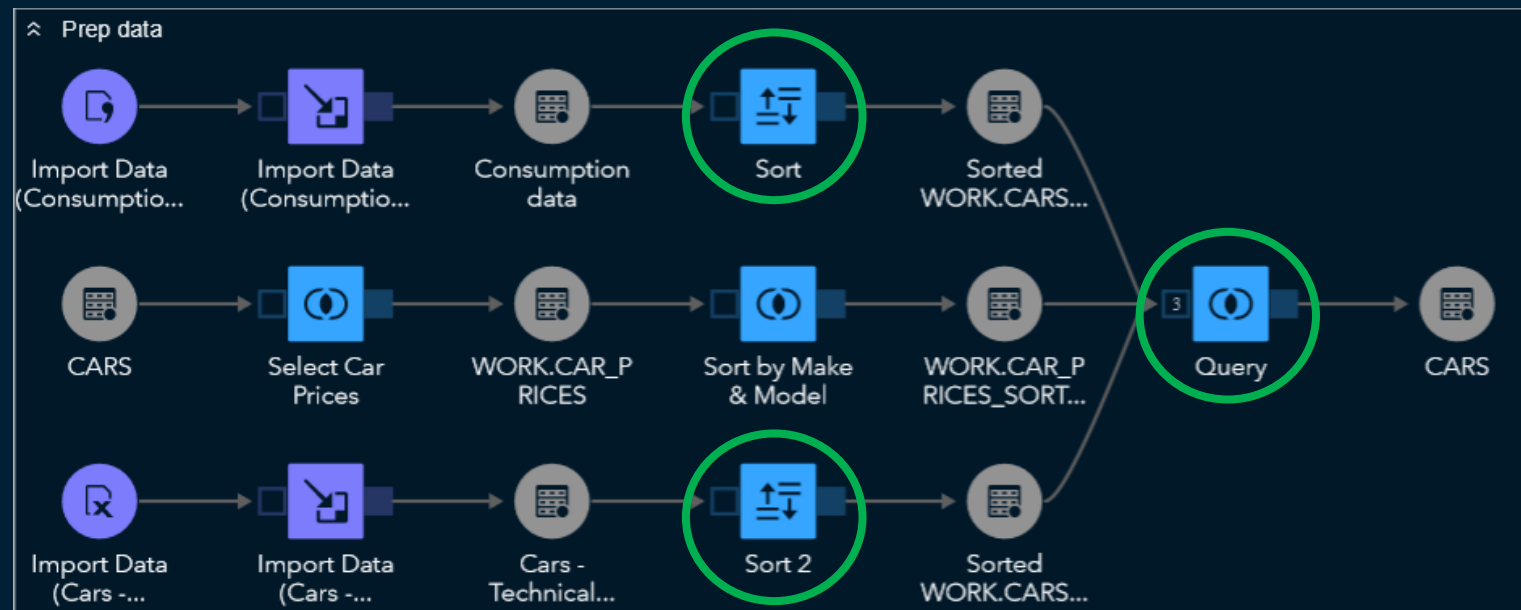 Prep data
Import Data
(Consumptio...
Import Data
(Consumptio...
Consumption
data
Sort
Sorted
WORK.CARS...
CARS
Select Car
Prices
WORK.CAR_P
RICES
Sort by Make
& Model
WORK.CAR_P
RICES_SORT...
3
Query
CARS
Import Data
(Cars -...
Import Data
(Cars -...
Cars -
Technical...
Sort 2
Sorted
WORK.CARS...